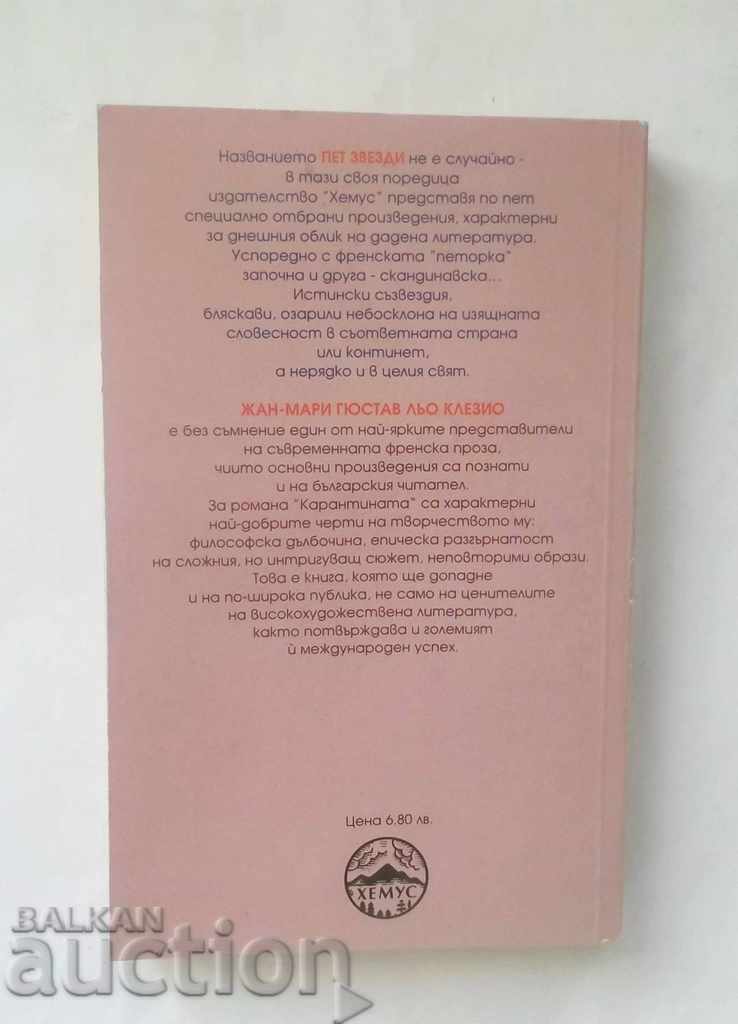 Названието ПЕТ ЗВЕЗДИ не е случайно -
в тази своя поредица
издателство "Хемус" представя по пет
специално отбрани произведения, характерни
за днешния облик на дадена литература.
Успоредно с френската "петорка"
започна и друга - скандинавска...
Истински съзвездия,
бляскави, озарили небосклона на изящната
словесност в съответната страна
или континет,
а нерядко и в целия свят.
ЖАН-МАРИ ГЮСТАВ ЛЬО КЛЕЗИО
е без съмнение един от най-ярките представители
на съвременната френска проза,
чиито основни произведения са познати
и на българския читател.
За романа "Карантината" са характерни
най-добрите черти на творчеството му:
философска дълбочина, епическа разгърнатост
на сложния, но интригуващ сюжет, неповторими образи.
Това е книга, която ще допадне
и на по-широка публика, не само на ценителите
на високохудожествена литература,
както потвърждава и големият
ѝ международен успех.
Цена 6.80 лв.
ХЕМУС
BALKAN
auction